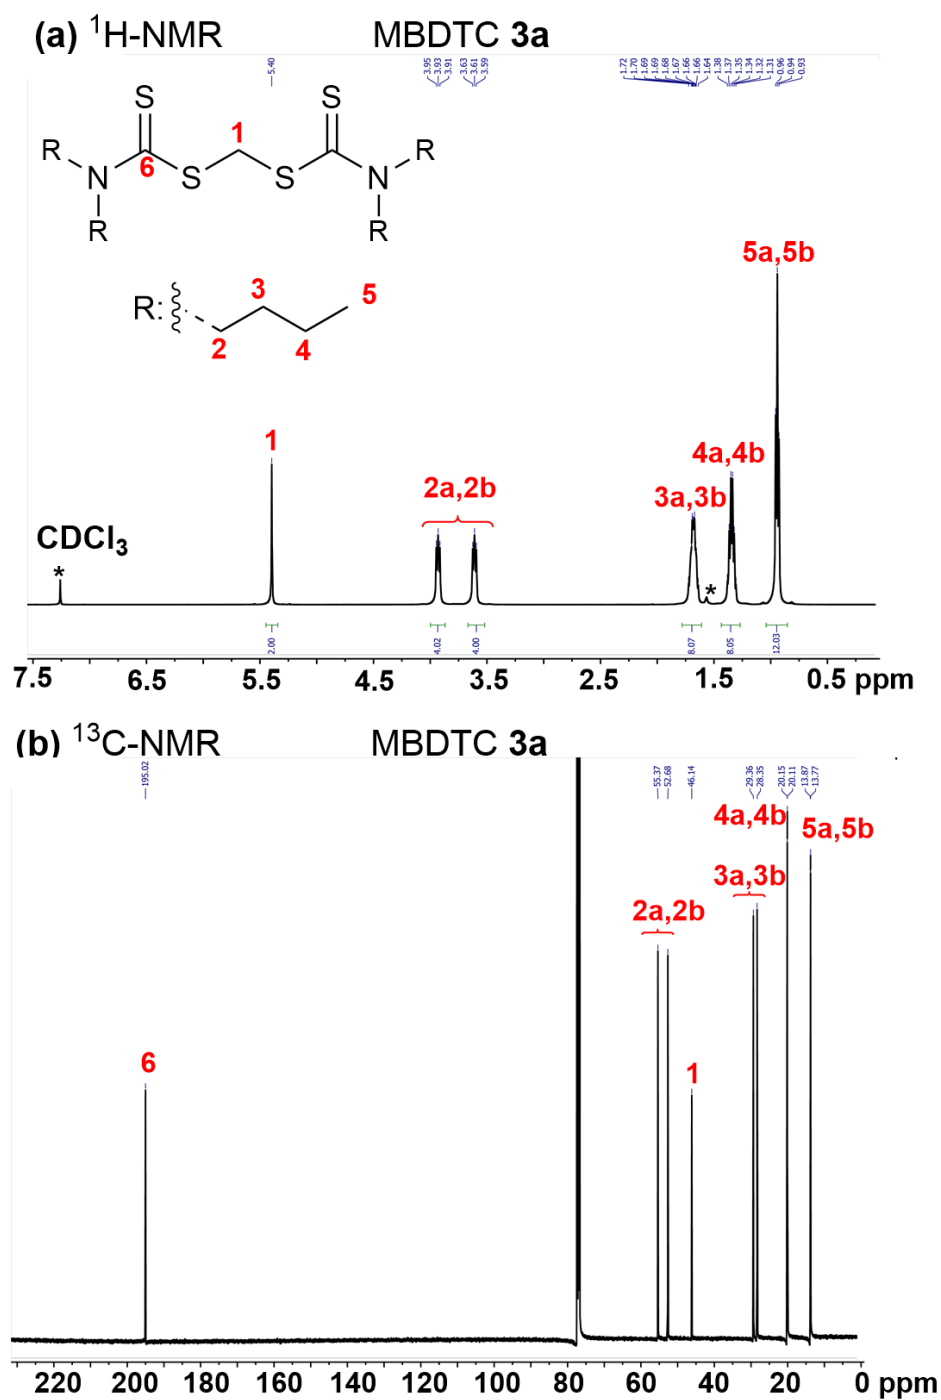 (a) ¹H-NMR MBDTC 3a
5.40
3.95 3.93 3.91 3.63 3.61 3.59
1.72 1.70 1.69 1.69 1.68 1.67 1.66 1.66 1.64 1.38 1.37 1.35 1.34 1.32 1.31 0.96 0.94 0.93
S S
1
R R
6
N S S N
R R
5a,5b
R: 3 5
2 4
1
4a,4b
2a,2b
3a,3b
CDCl₃
* *
2.00 4.02 4.00 8.07 8.05 12.03
7.5 6.5 5.5 4.5 3.5 2.5 1.5 0.5 ppm
(b) ¹³C-NMR MBDTC 3a
195.02 55.37 52.68 46.14 29.36 28.35 20.15 20.11 13.87 13.77
4a,4b
5a,5b
3a,3b
2a,2b
6 1
220 200 180 160 140 120 100 80 60 40 20 0 ppm